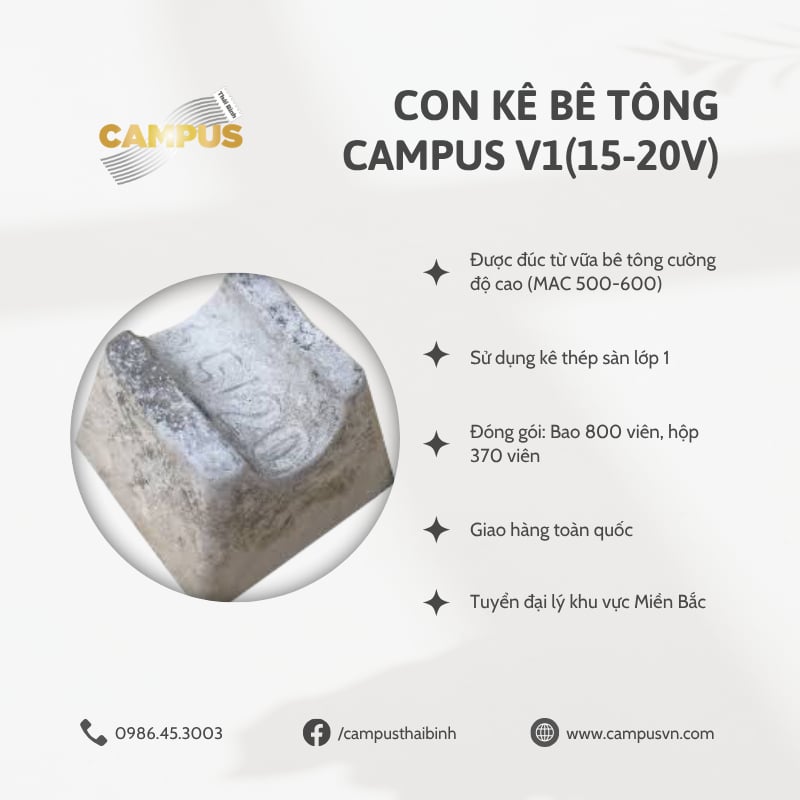 Thái Bình
CAMPUS
CON KÊ BÊ TÔNG
CAMPUS V1(15-20V)
Được đúc từ vữa bê tông cường
độ cao (MAC 500-600)
Sử dụng kê thép sàn lớp 1
Đóng gói: Bao 800 viên, hộp
370 viên
Giao hàng toàn quốc
Tuyển đại lý khu vực Miền Bắc
15/20
0986.45.3003
/campusthaibinh
www.campusvn.com